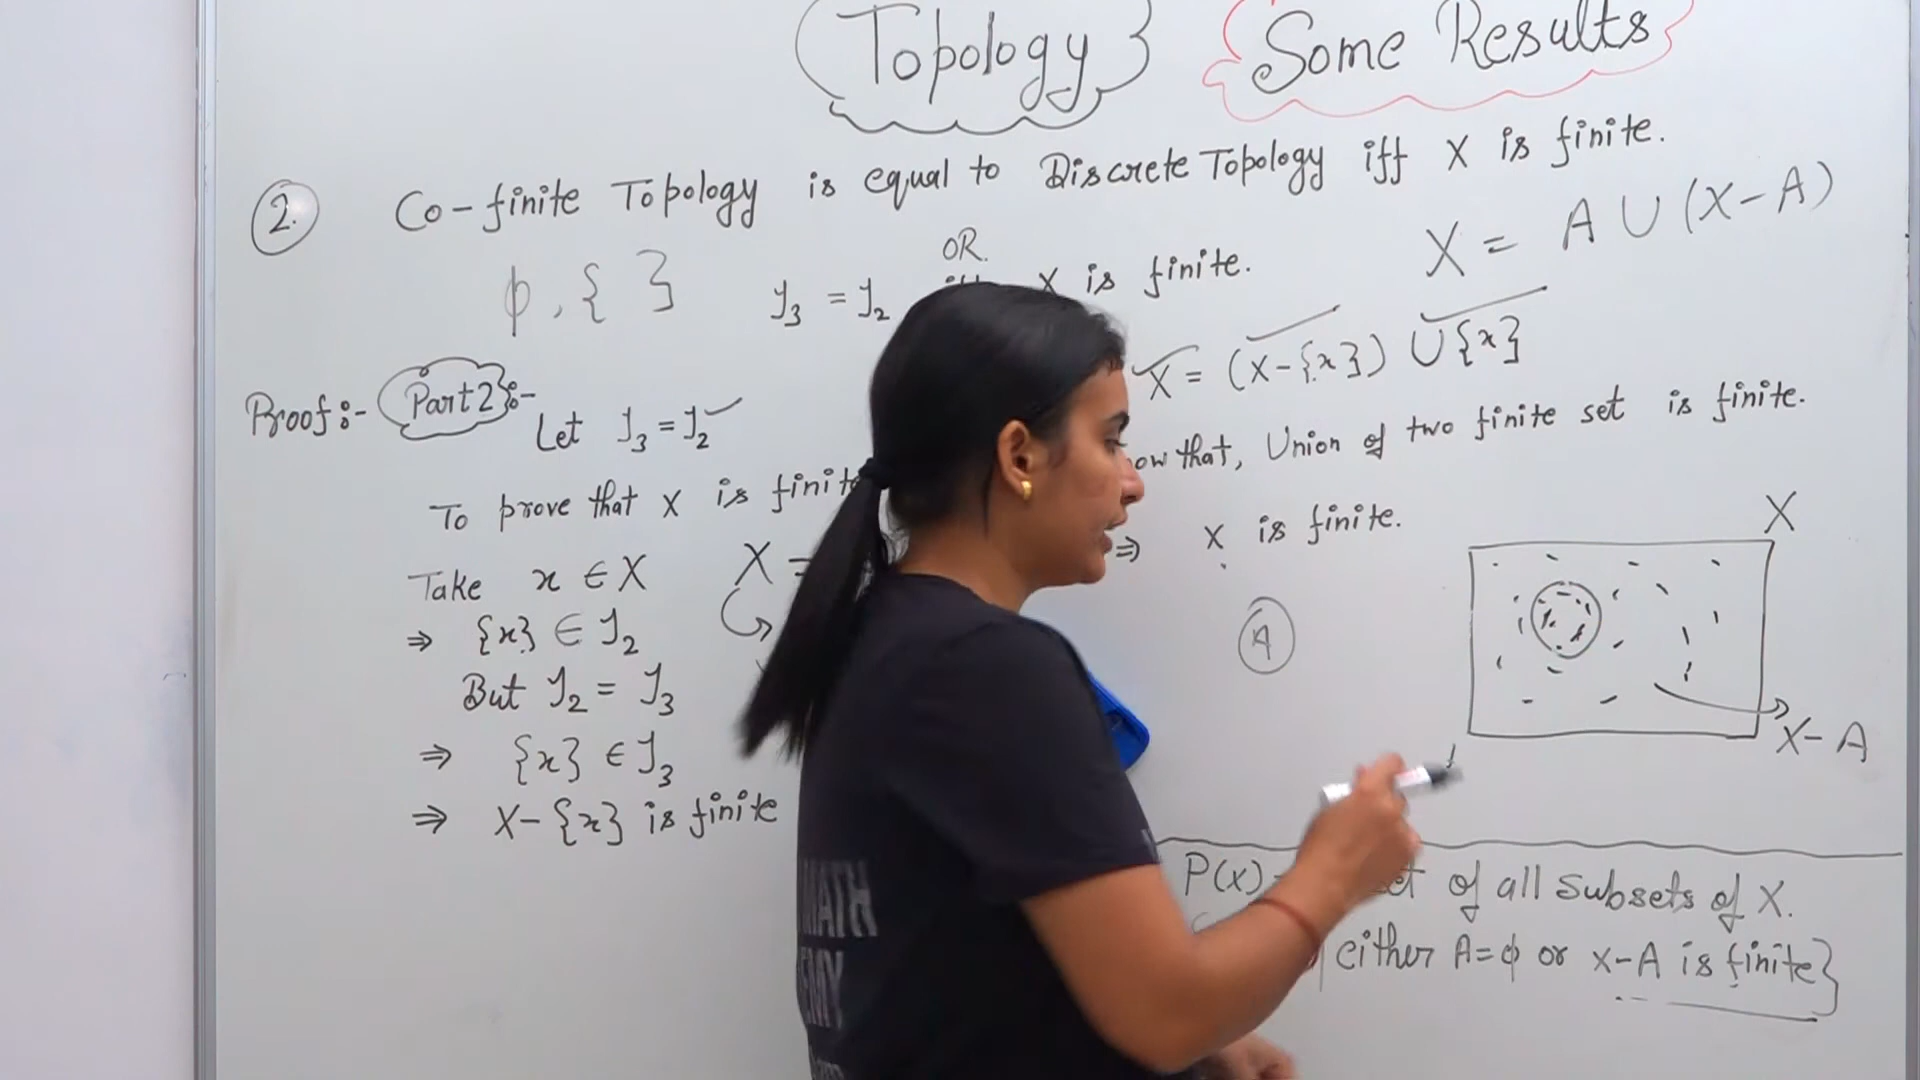 Topology
Some Results
2. Co-finite Topology is equal to Discrete Topology iff X is finite.
OR
ϕ, { }
J₃ = J₂ X is finite.
X = A ∪ (X-A)
Proof:- Part 2:-
Let J₃ = J₂
To prove that X is finite
Take x ∈ X
⇒ {x} ∈ J₂
But J₂ = J₃
⇒ {x} ∈ J₃
⇒ X-{x} is finite
X =
X = (X-{x}) ∪ {x}
that, Union of two finite set is finite.
⇒ X is finite.
A
X
X-A
P(X) of all subsets of X.
either A=ϕ or X-A is finite}
MATH